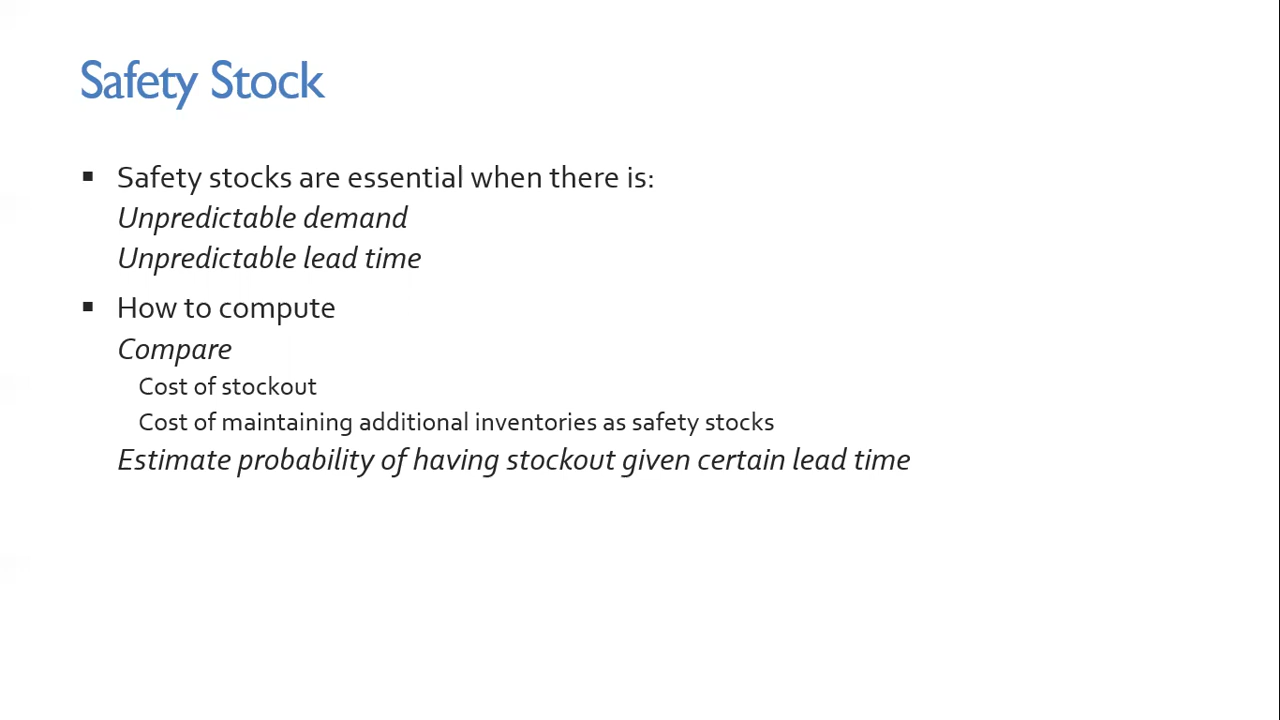 Safety Stock
▪ Safety stocks are essential when there is:
Unpredictable demand
Unpredictable lead time
▪ How to compute
Compare
Cost of stockout
Cost of maintaining additional inventories as safety stocks
Estimate probability of having stockout given certain lead time